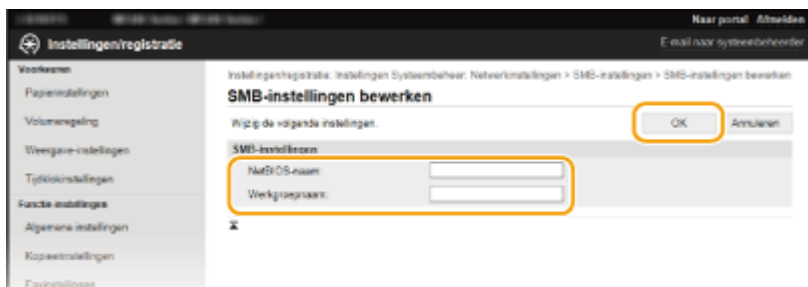 Naar portal Afmelden
Instellingen/registratie
E-mail naar systeembeheerder
Voorkeuren
Papierinstellingen
Volumeregeling
Weergave-instellingen
Tijdklokinstellingen
Functie-instellingen
Algemene instellingen
Kopieerinstellingen
Faxinstellingen
Instellingen/registratie: Instellingen Systeembeheer: Netwerkinstellingen > SMB-instellingen > SMB-instellingen bewerken
SMB-instellingen bewerken
Wijzig de volgende instellingen.
OK
Annuleren
SMB-instellingen
NetBIOS-naam:
Werkgroepnaam: